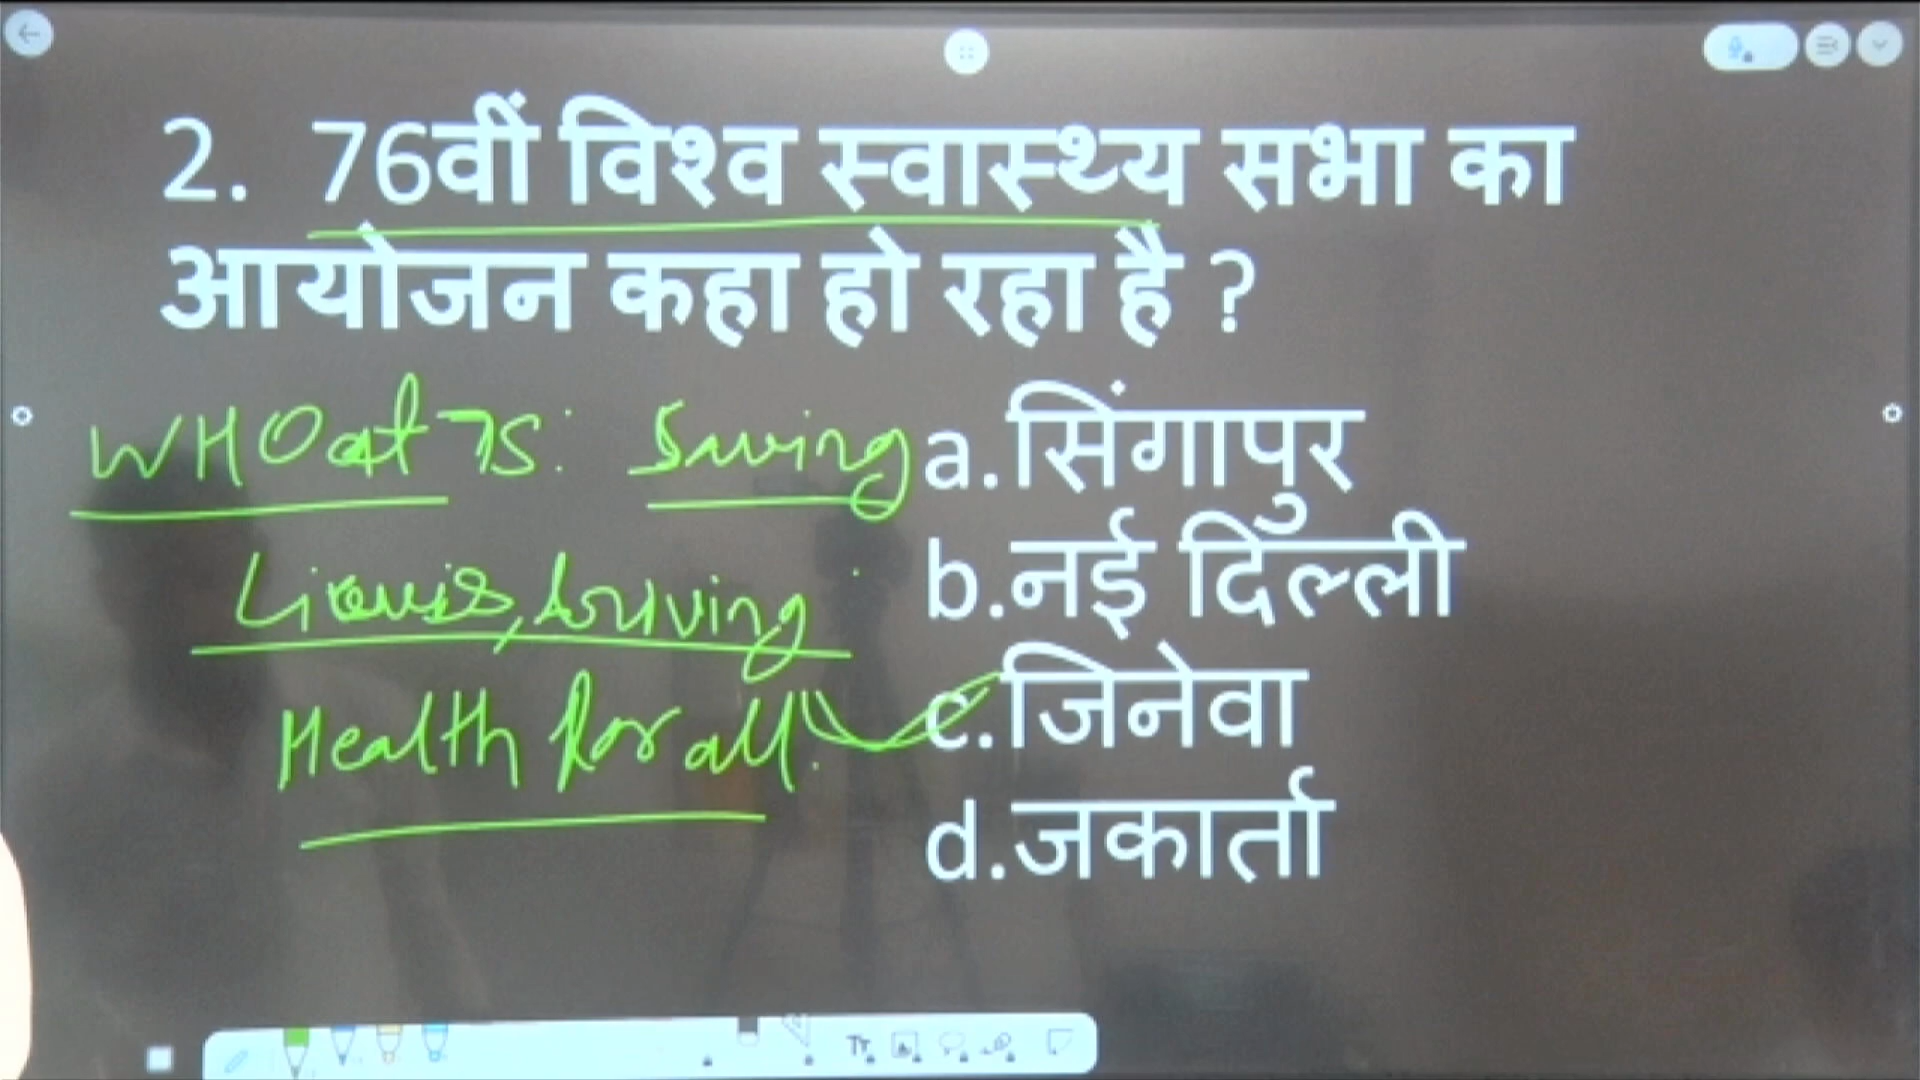 2. 76वीं विश्व स्वास्थ्य सभा का
आयोजन कहा हो रहा है ?
WHO at 75: Saving
Health for all
a.सिंगापुर
b.नई दिल्ली
c.जिनेवा
d.जकार्ता